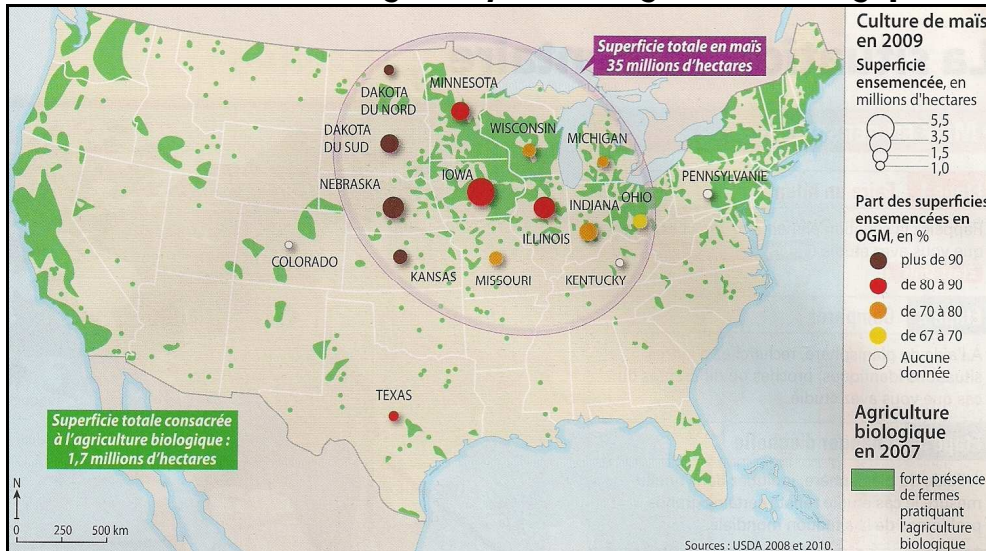 Superficie totale en maïs
35 millions d'hectares
DAKOTA
DU NORD
MINNESOTA
DAKOTA
DU SUD
WISCONSIN
MICHIGAN
NEBRASKA
IOWA
PENNSYLVANIE
INDIANA
OHIO
ILLINOIS
COLORADO
KANSAS
MISSOURI
KENTUCKY
TEXAS
Superficie totale consacrée
à l'agriculture biologique :
1,7 millions d'hectares
N
0 250 500 km
Sources : USDA 2008 et 2010.
Culture de maïs
en 2009
Superficie
ensemencée, en
millions d'hectares
5,5
3,5
1,5
1,0
Part des superficies
ensemencées en
OGM, en %
plus de 90
de 80 à 90
de 70 à 80
de 67 à 70
Aucune
donnée
Agriculture
biologique
en 2007
forte présence
de fermes
pratiquant
l'agriculture
biologique